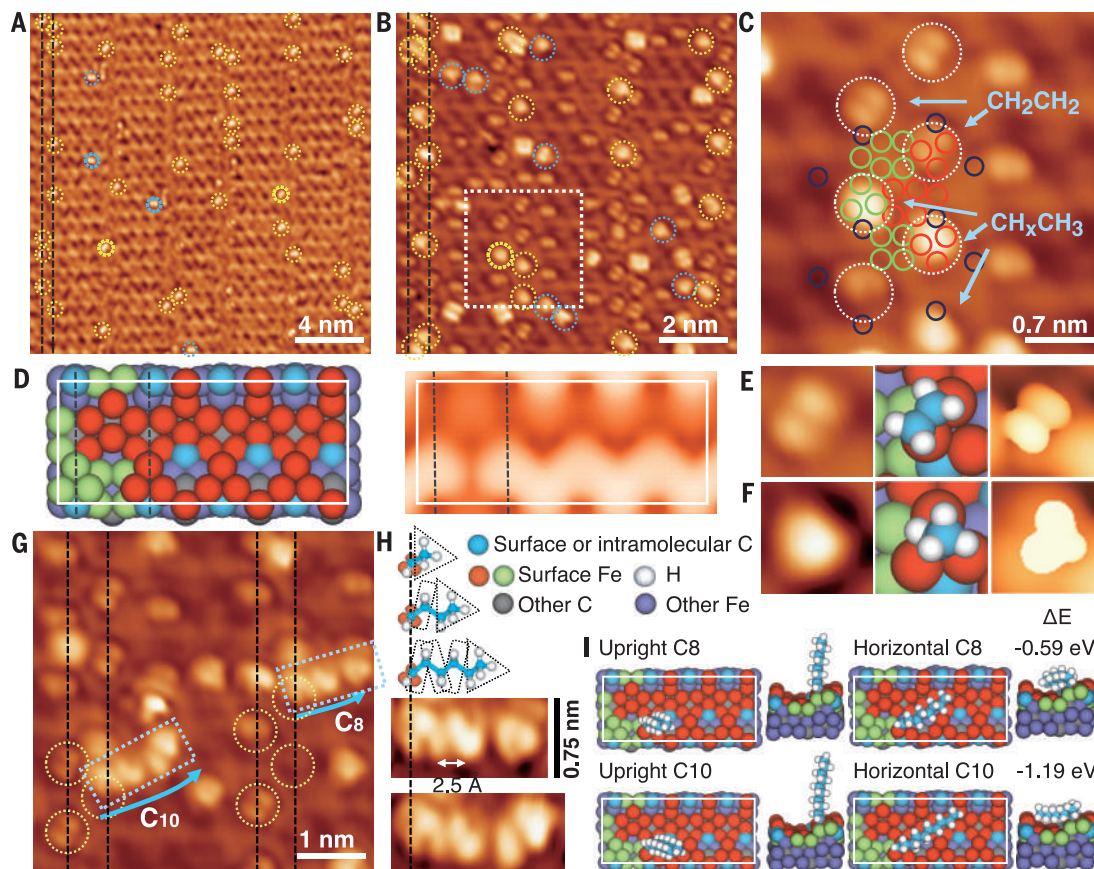 A
4 nm
B
2 nm
C
CH2CH2
CHxCH3
0.7 nm
D
E
F
G
C8
C10
1 nm
H
Surface or intramolecular C
Surface Fe
H
Other C
Other Fe
2.5 A
0.75 nm
ΔE
I
Upright C8
Horizontal C8
-0.59 eV
Upright C10
Horizontal C10
-1.19 eV